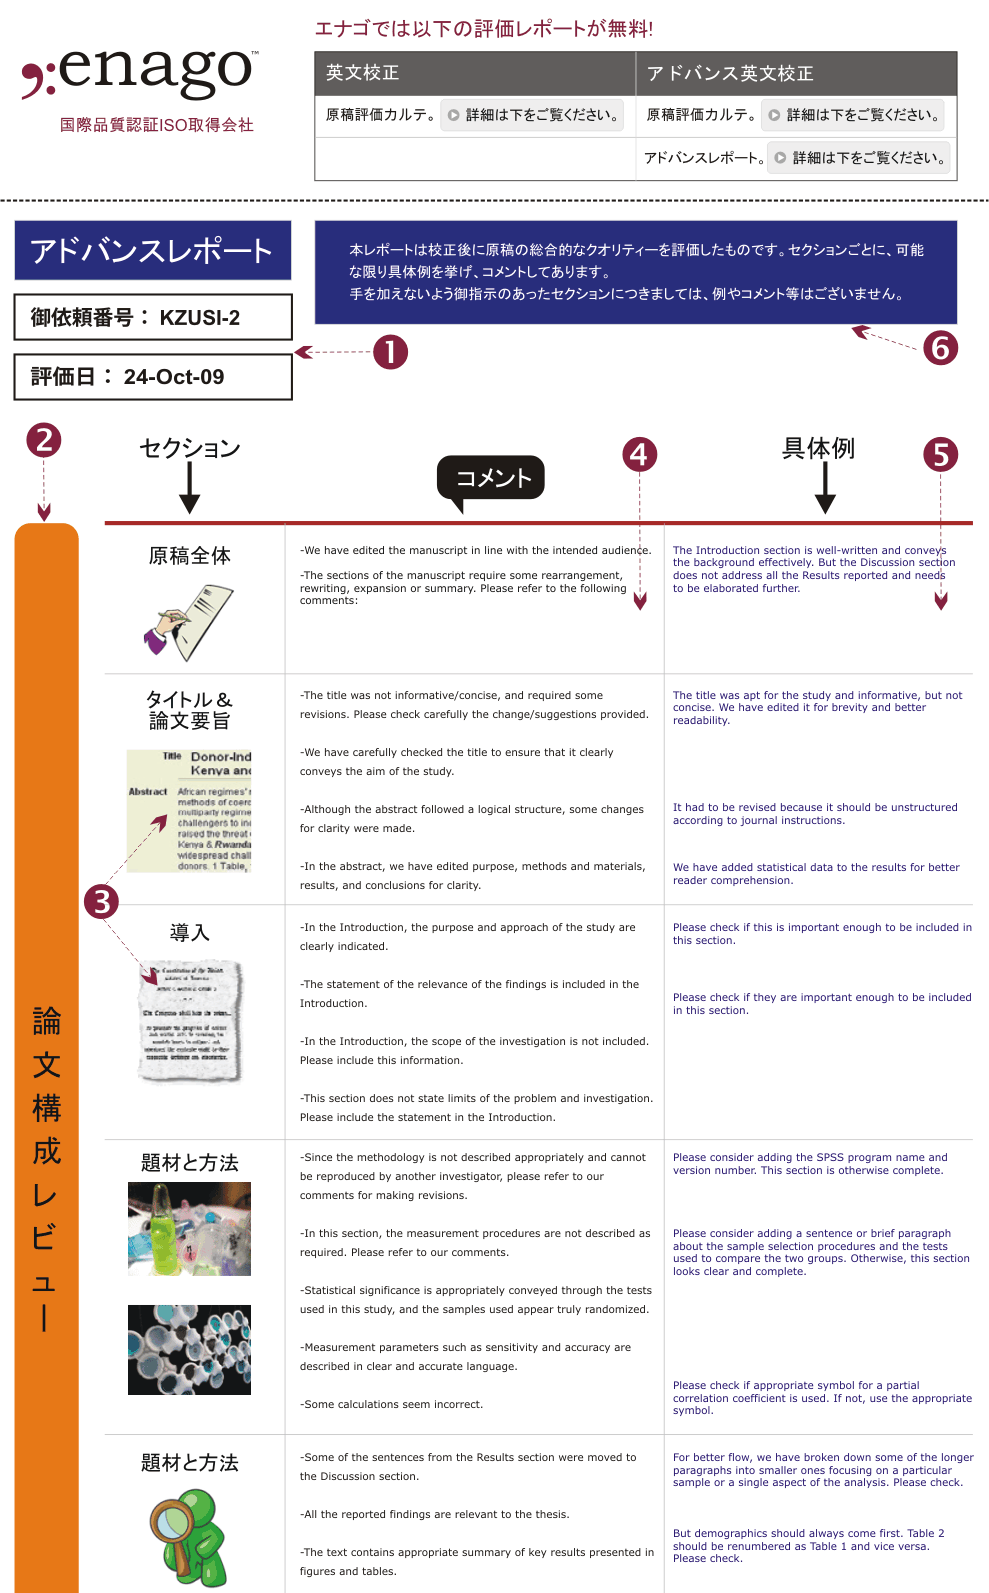 エナゴでは以下の評価レポートが無料!
enago™
国際品質認証ISO取得会社
英文校正
アドバンス英文校正
原稿評価カルテ。 詳細は下をご覧ください。
原稿評価カルテ。 詳細は下をご覧ください。
アドバンスレポート。 詳細は下をご覧ください。
アドバンスレポート
御依頼番号： KZUSI-2
評価日： 24-Oct-09
本レポートは校正後に原稿の総合的なクオリティーを評価したものです。セクションごとに、可能
な限り具体例を挙げ、コメントしてあります。
手を加えないよう御指示のあったセクションにつきましては、例やコメント等はございません。
1
6
2
セクション
コメント
4
具体例
5
論文構成レビュー
原稿全体
-We have edited the manuscript in line with the intended audience.
-The sections of the manuscript require some rearrangement,
rewriting, expansion or summary. Please refer to the following
comments:
The Introduction section is well-written and conveys
the background effectively. But the Discussion section
does not address all the Results reported and needs
to be elaborated further.
タイトル＆
論文要旨
Title Donor-Ind
Kenya and
Abstract African regimes'
methods of coerc
multiparty regime
challengers to in
raised the threat
Kenya & Rwanda
widespread chall
donors. 1 Table,
3
-The title was not informative/concise, and required some
revisions. Please check carefully the change/suggestions provided.
-We have carefully checked the title to ensure that it clearly
conveys the aim of the study.
-Although the abstract followed a logical structure, some changes
for clarity were made.
-In the abstract, we have edited purpose, methods and materials,
results, and conclusions for clarity.
The title was apt for the study and informative, but not
concise. We have edited it for brevity and better
readability.
It had to be revised because it should be unstructured
according to journal instructions.
We have added statistical data to the results for better
reader comprehension.
導入
-In the Introduction, the purpose and approach of the study are
clearly indicated.
-The statement of the relevance of the findings is included in the
Introduction.
-In the Introduction, the scope of the investigation is not included.
Please include this information.
-This section does not state limits of the problem and investigation.
Please include the statement in the Introduction.
Please check if this is important enough to be included in
this section.
Please check if they are important enough to be included
in this section.
題材と方法
-Since the methodology is not described appropriately and cannot
be reproduced by another investigator, please refer to our
comments for making revisions.
-In this section, the measurement procedures are not described as
required. Please refer to our comments.
-Statistical significance is appropriately conveyed through the tests
used in this study, and the samples used appear truly randomized.
-Measurement parameters such as sensitivity and accuracy are
described in clear and accurate language.
-Some calculations seem incorrect.
Please consider adding the SPSS program name and
version number. This section is otherwise complete.
Please consider adding a sentence or brief paragraph
about the sample selection procedures and the tests
used to compare the two groups. Otherwise, this section
looks clear and complete.
Please check if appropriate symbol for a partial
correlation coefficient is used. If not, use the appropriate
symbol.
題材と方法
-Some of the sentences from the Results section were moved to
the Discussion section.
-All the reported findings are relevant to the thesis.
-The text contains appropriate summary of key results presented in
figures and tables.
For better flow, we have broken down some of the longer
paragraphs into smaller ones focusing on a particular
sample or a single aspect of the analysis. Please check.
But demographics should always come first. Table 2
should be renumbered as Table 1 and vice versa.
Please check.